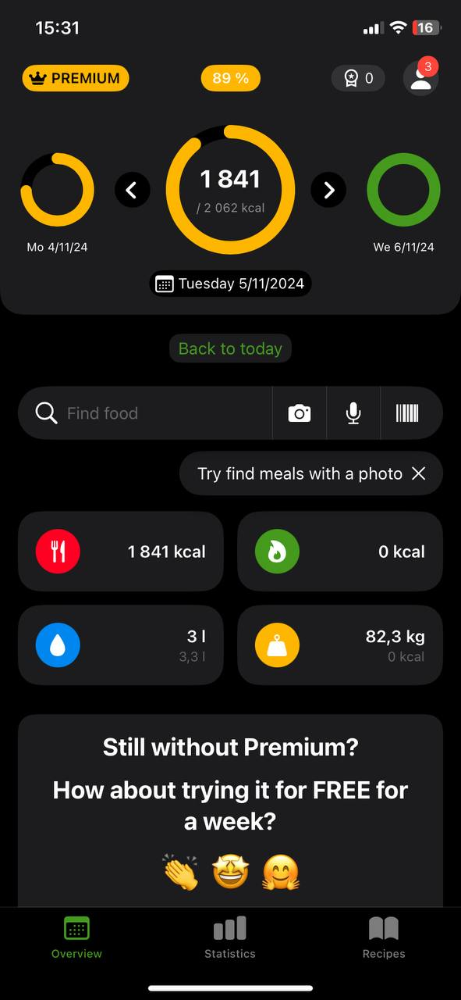 15:31
16
PREMIUM
89 %
0
3
1 841
/ 2 062 kcal
Mo 4/11/24
We 6/11/24
Tuesday 5/11/2024
Back to today
Find food
Try find meals with a photo
1 841 kcal
0 kcal
3 l
3,3 l
82,3 kg
0 kcal
Still without Premium?
How about trying it for FREE for
a week?
Overview
Statistics
Recipes